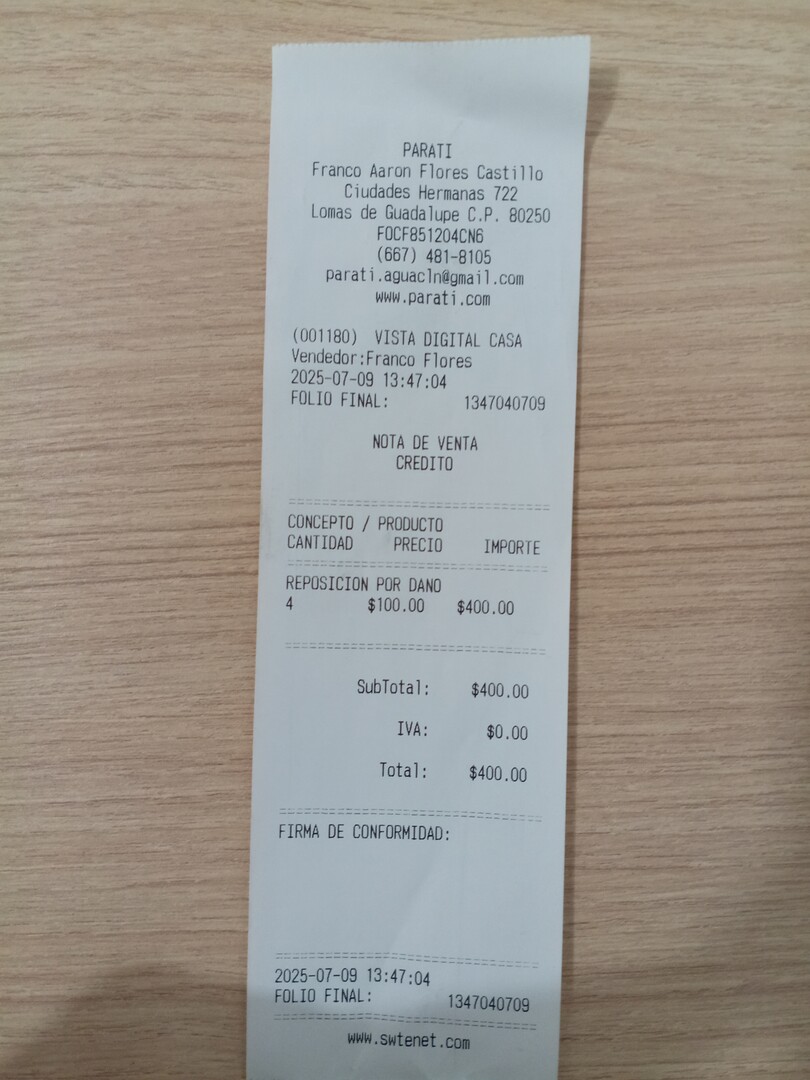 PARATI
Franco Aaron Flores Castillo
Ciudades Hermanas 722
Lomas de Guadalupe C.P. 80250
FOCF851204CN6
(667) 481-8105
parati.aguacln@gmail.com
www.parati.com
(001180) VISTA DIGITAL CASA
Vendedor:Franco Flores
2025-07-09 13:47:04
FOLIO FINAL: 1347040709
NOTA DE VENTA
CREDITO
CONCEPTO / PRODUCTO
CANTIDAD PRECIO IMPORTE
REPOSICION POR DANO
4 $100.00 $400.00
SubTotal: $400.00
IVA: $0.00
Total: $400.00
FIRMA DE CONFORMIDAD:
2025-07-09 13:47:04
FOLIO FINAL: 1347040709
www.swtenet.com